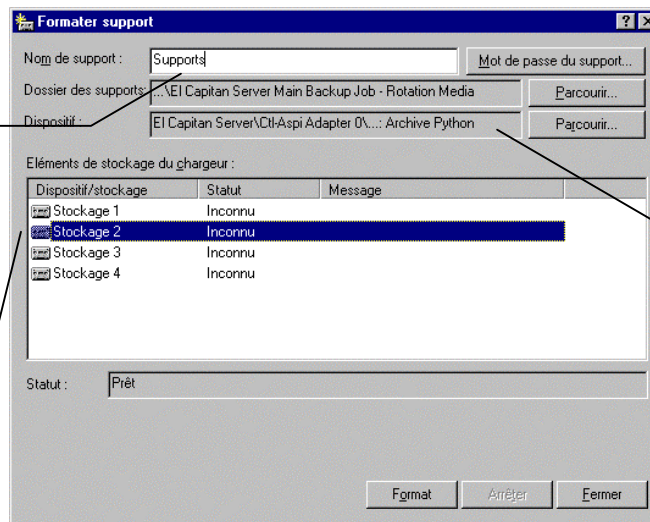 Formater support
Nom de support : Supports Mot de passe du support...
Dossier des supports: ...\El Capitan Server Main Backup Job - Rotation Media Parcourir...
Dispositif : El Capitan Server\Ctl-Aspi Adapter 0\...: Archive Python Parcourir...
Eléments de stockage du chargeur :
Dispositif/stockage Statut Message
Stockage 1 Inconnu
Stockage 2 Inconnu
Stockage 3 Inconnu
Stockage 4 Inconnu
Statut : Prêt
Format Arrêter Fermer